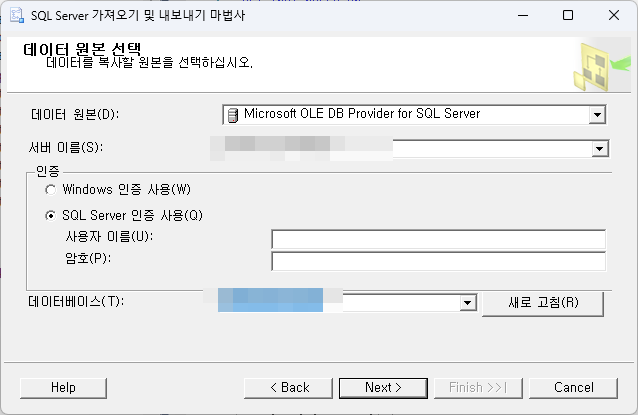 SQL Server 가져오기 및 내보내기 마법사
데이터 원본 선택
데이터를 복사할 원본을 선택하십시오.
데이터 원본(D): Microsoft OLE DB Provider for SQL Server
서버 이름(S):
인증
Windows 인증 사용(W)
SQL Server 인증 사용(Q)
사용자 이름(U):
암호(P):
데이터베이스(T): 새로 고침(R)
Help < Back Next > Finish >>| Cancel